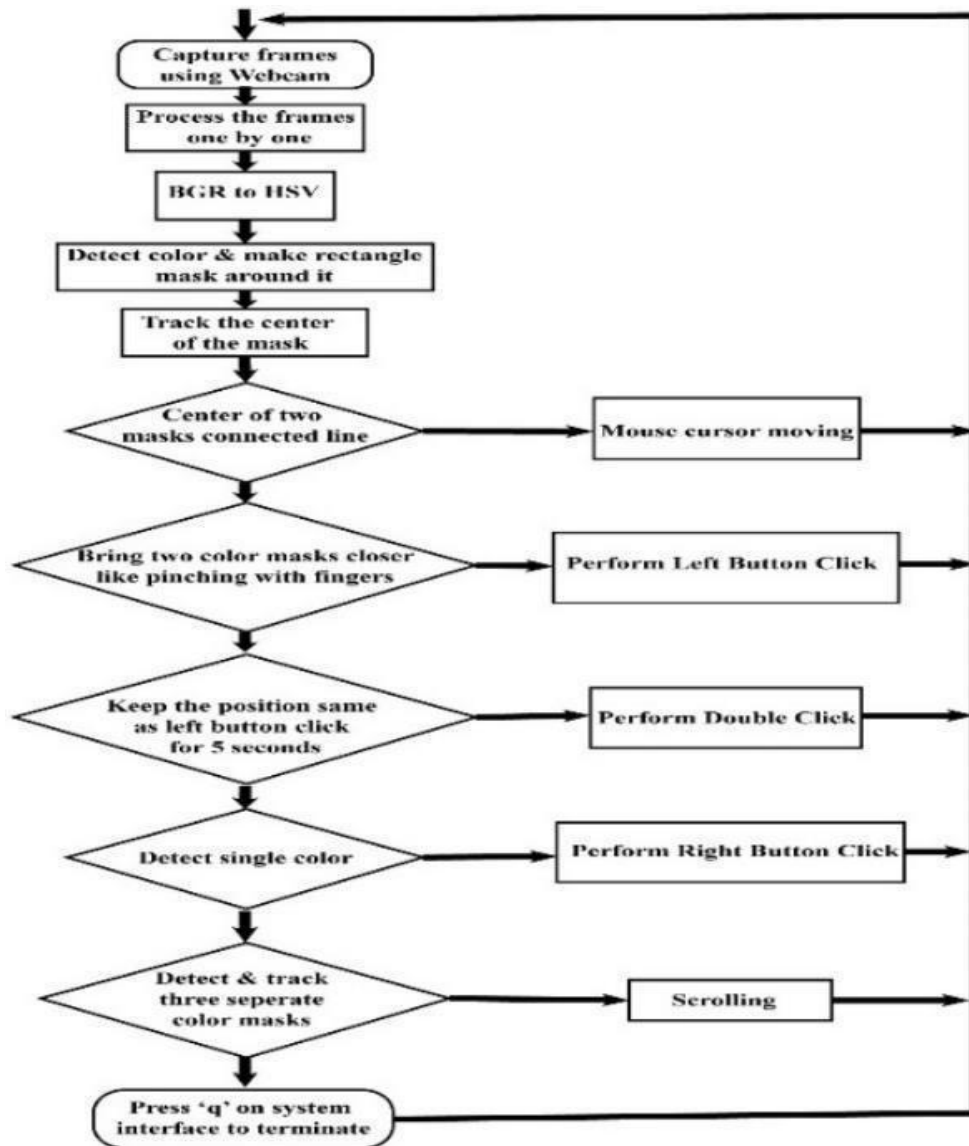 Capture frames
using Webcam
Process the frames
one by one
BGR to HSV
Detect color & make rectangle
mask around it
Track the center
of the mask
Center of two
masks connected line
Mouse cursor moving
Bring two color masks closer
like pinching with fingers
Perform Left Button Click
Keep the position same
as left button click
for 5 seconds
Perform Double Click
Detect single color
Perform Right Button Click
Detect & track
three seperate
color masks
Scrolling
Press ‘q’ on system
interface to terminate